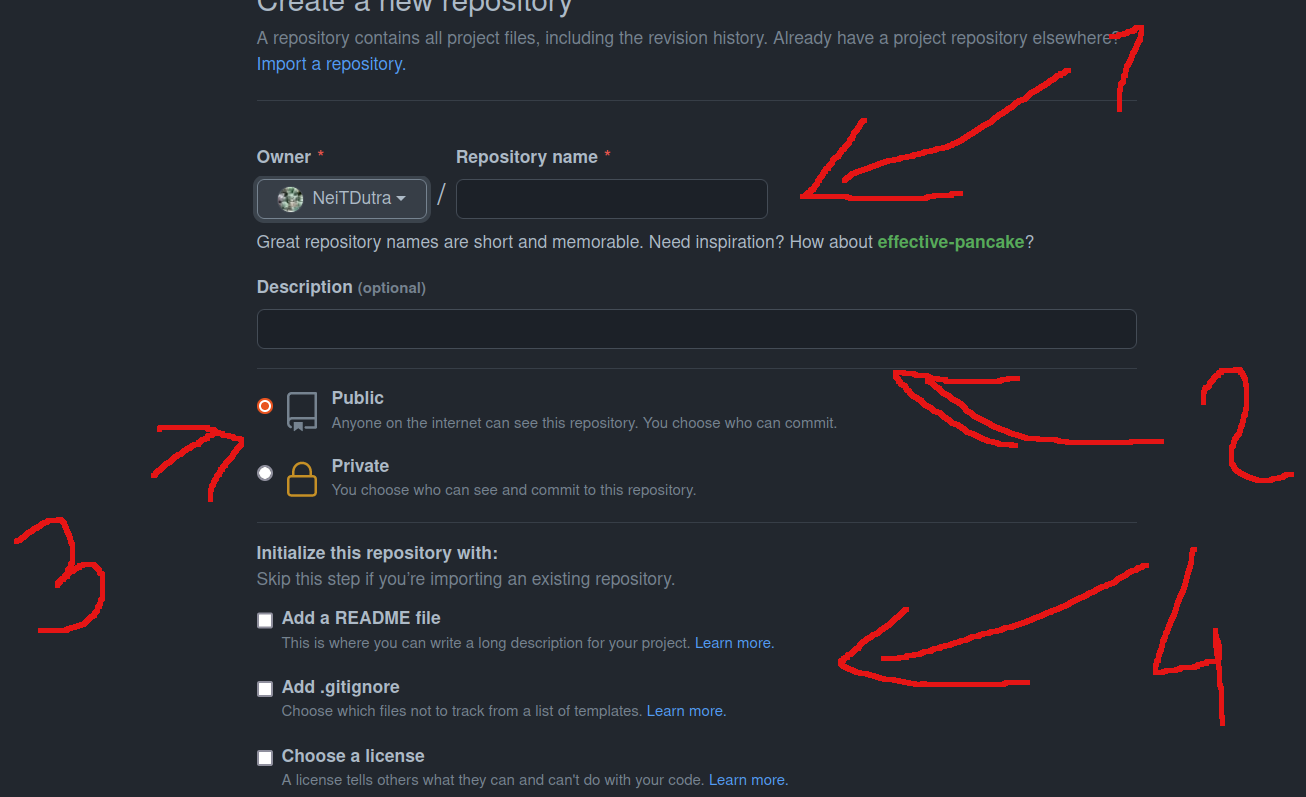 Create a new repository
A repository contains all project files, including the revision history. Already have a project repository elsewhere?
Import a repository.
1
Owner *
Repository name *
NeiTDutra
/
Great repository names are short and memorable. Need inspiration? How about effective-pancake?
Description (optional)
2
Public
Anyone on the internet can see this repository. You choose who can commit.
Private
You choose who can see and commit to this repository.
3
Initialize this repository with:
Skip this step if you’re importing an existing repository.
4
Add a README file
This is where you can write a long description for your project. Learn more.
Add .gitignore
Choose which files not to track from a list of templates. Learn more.
Choose a license
A license tells others what they can and can't do with your code. Learn more.